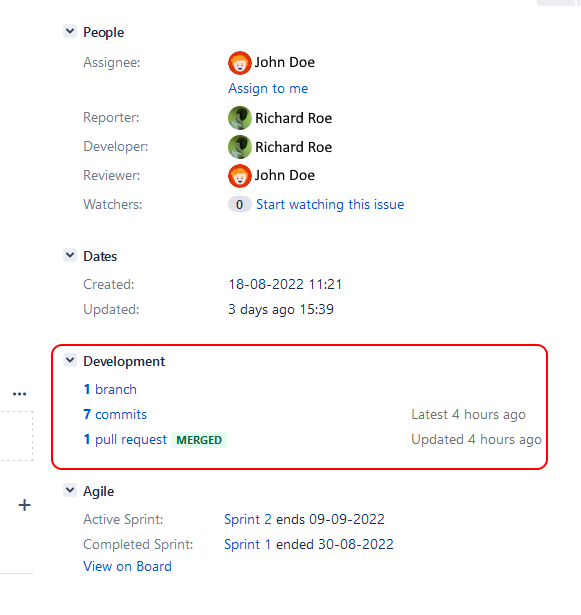 People
Assignee: John Doe
Assign to me
Reporter: Richard Roe
Developer: Richard Roe
Reviewer: John Doe
Watchers: 0 Start watching this issue
Dates
Created: 18-08-2022 11:21
Updated: 3 days ago 15:39
Development
1 branch
7 commits Latest 4 hours ago
1 pull request MERGED Updated 4 hours ago
Agile
Active Sprint: Sprint 2 ends 09-09-2022
Completed Sprint: Sprint 1 ended 30-08-2022
View on Board